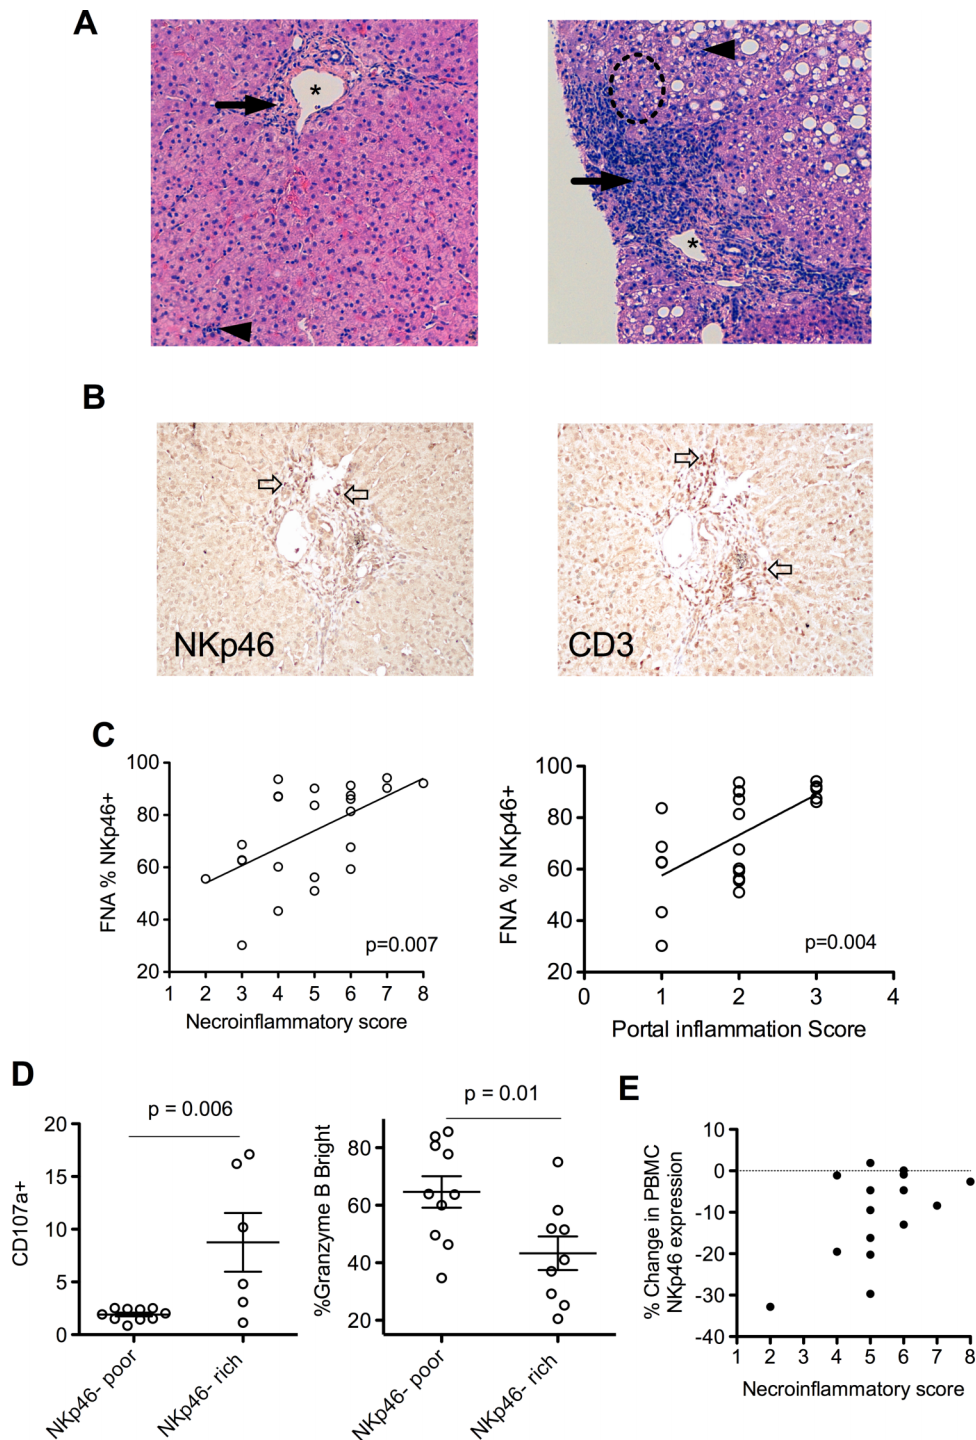 A
*
*
B
NKp46
CD3
C
FNA % NKp46+
100
80
60
40
20
p=0.007
1 2 3 4 5 6 7 8
Necroinflammatory score
FNA % NKp46+
100
80
60
40
20
p=0.004
0 1 2 3 4
Portal inflammation Score
D
p = 0.006
CD107a+
20
15
10
5
0
NKp46- poor
NKp46- rich
p = 0.01
%Granzyme B Bright
80
60
40
20
NKp46- poor
NKp46- rich
E
% Change in PBMC
NKp46 expression
10
0
-10
-20
-30
-40
1 2 3 4 5 6 7 8
Necroinflammatory score